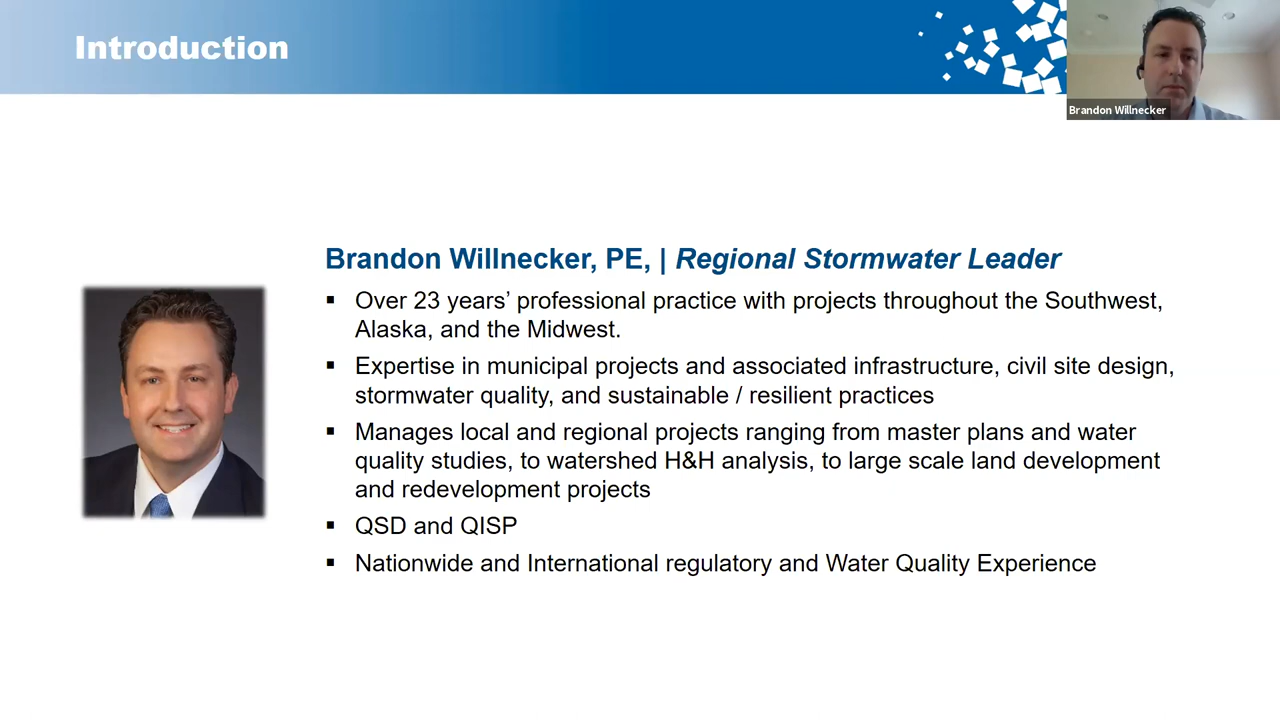 Introduction
Brandon Willnecker
Brandon Willnecker, PE, | Regional Stormwater Leader
▪ Over 23 years’ professional practice with projects throughout the Southwest,
Alaska, and the Midwest.
▪ Expertise in municipal projects and associated infrastructure, civil site design,
stormwater quality, and sustainable / resilient practices
▪ Manages local and regional projects ranging from master plans and water
quality studies, to watershed H&H analysis, to large scale land development
and redevelopment projects
▪ QSD and QISP
▪ Nationwide and International regulatory and Water Quality Experience